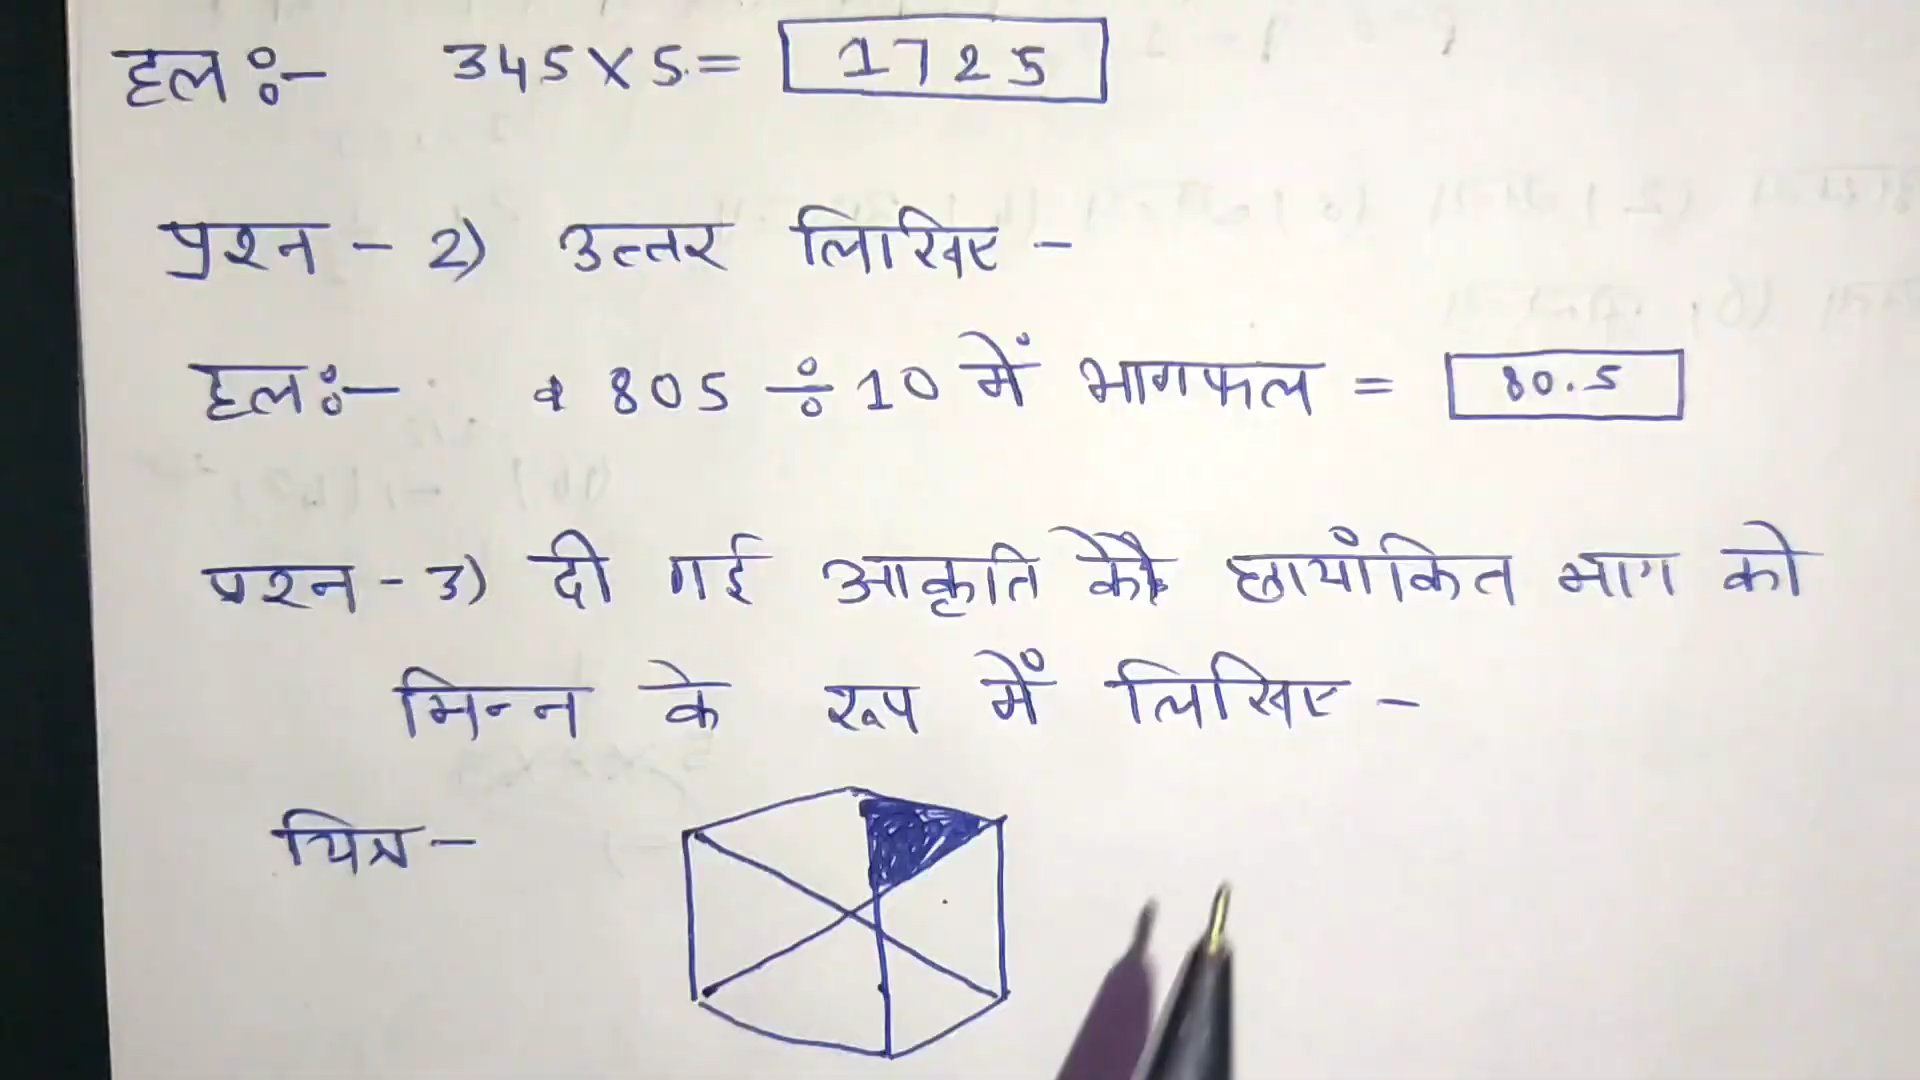 हल :- 345 × 5 = 1725
प्रश्न - 2) उत्तर लिखिए -
हल :- 805 ÷ 10 में भागफल = 80.5
प्रश्न - 3) दी गई आकृति के छायांकित भाग को
भिन्न के रूप में लिखिए -
चित्र -